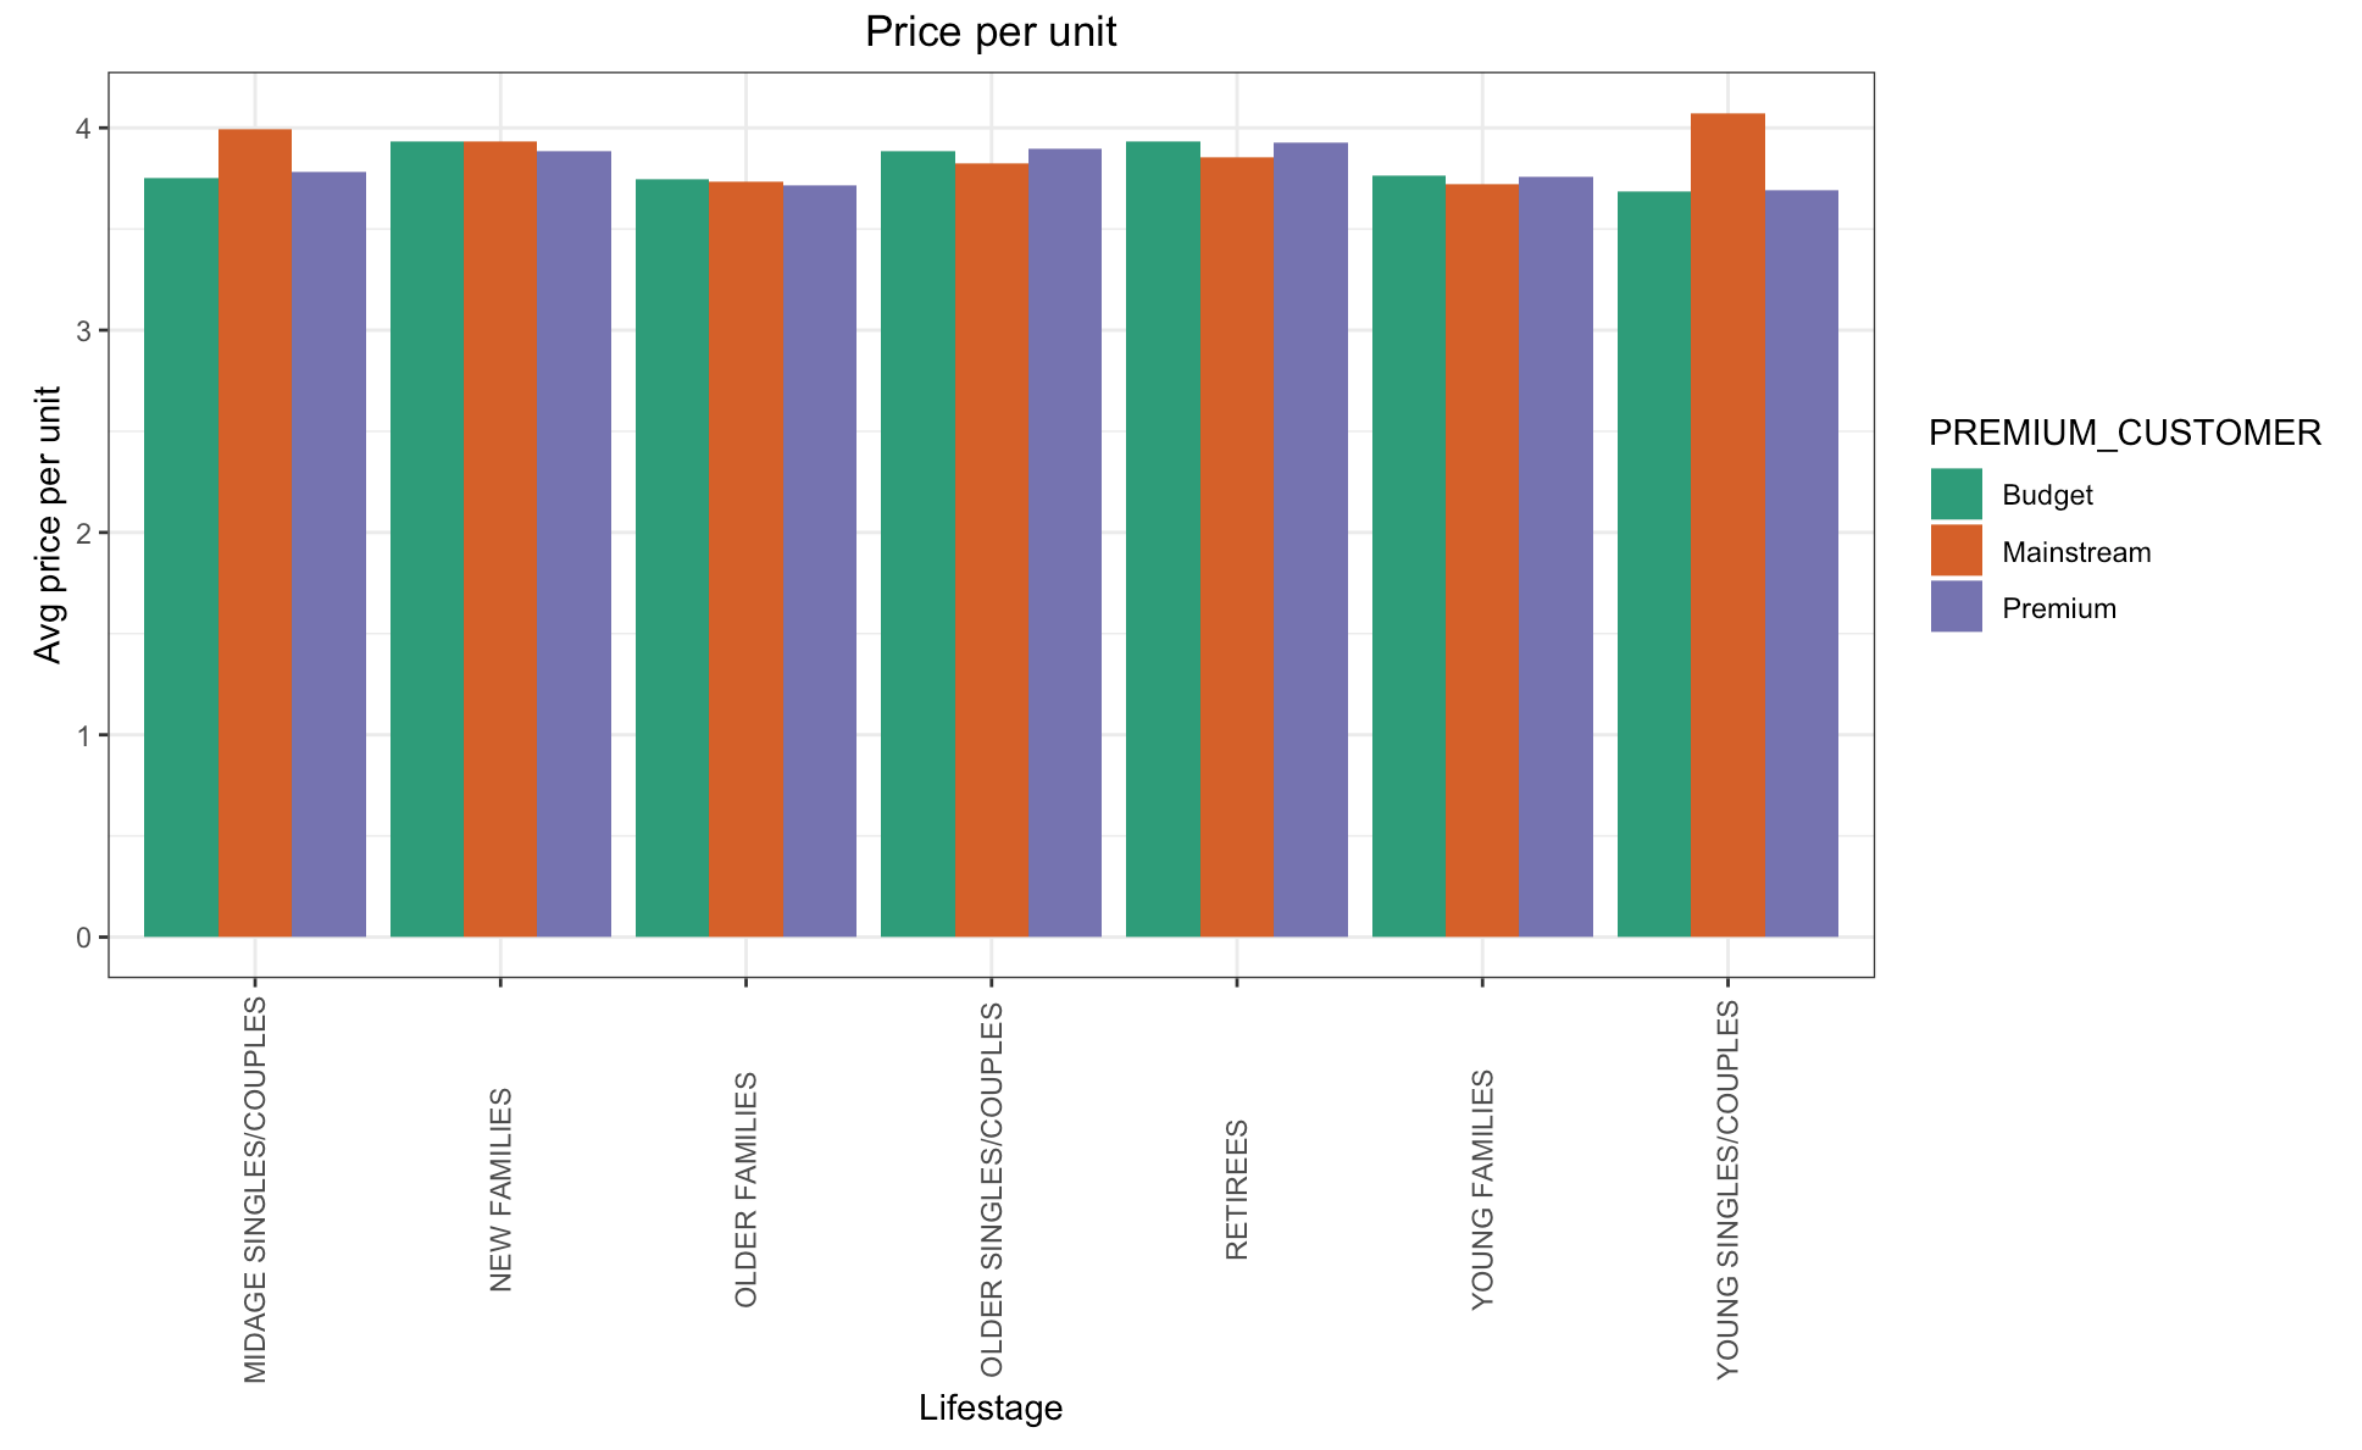 Price per unit
Avg price per unit
4
3
2
1
0
MIDAGE SINGLES/COUPLES
NEW FAMILIES
OLDER FAMILIES
OLDER SINGLES/COUPLES
RETIREES
YOUNG FAMILIES
YOUNG SINGLES/COUPLES
Lifestage
PREMIUM_CUSTOMER
Budget
Mainstream
Premium